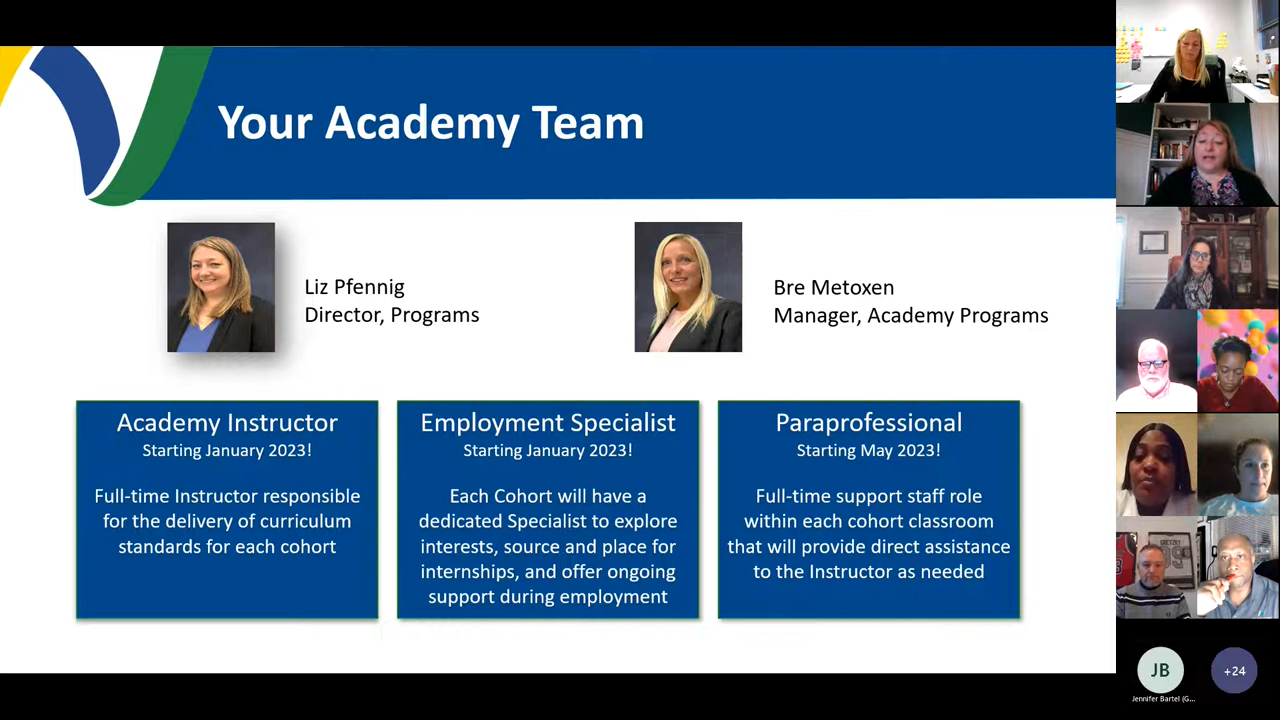 Your Academy Team
Liz Pfennig
Director, Programs
Bre Metoxen
Manager, Academy Programs
Academy Instructor
Starting January 2023!
Full-time Instructor responsible
for the delivery of curriculum
standards for each cohort
Employment Specialist
Starting January 2023!
Each Cohort will have a
dedicated Specialist to explore
interests, source and place for
internships, and offer ongoing
support during employment
Paraprofessional
Starting May 2023!
Full-time support staff role
within each cohort classroom
that will provide direct assistance
to the Instructor as needed
GRETZKY
99
JB
Jennifer Bartel (G...
+24